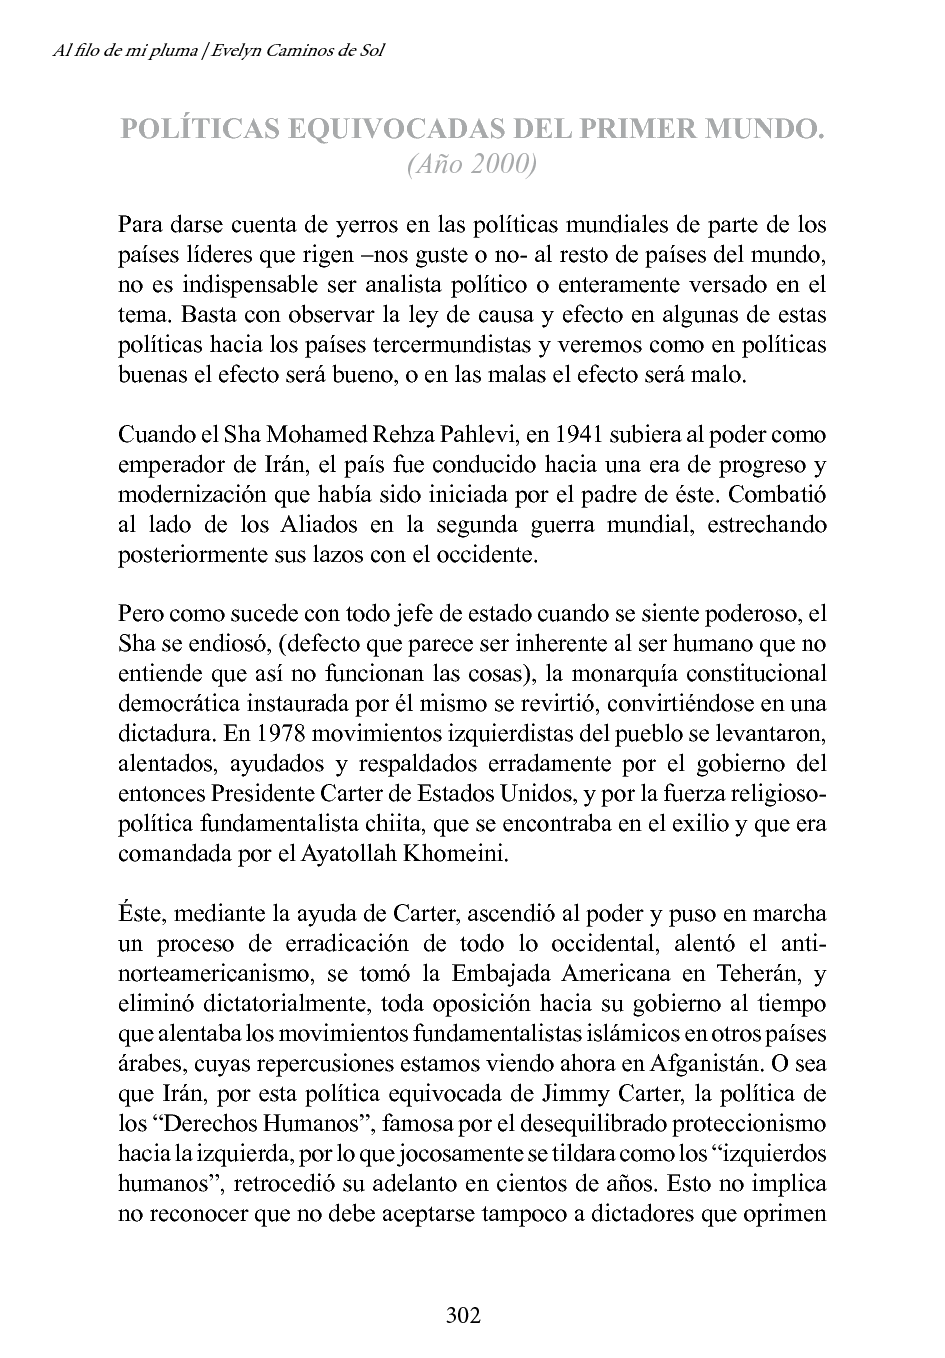 Al filo de mi pluma | Evelyn Caminos de Sol
POLÍTICAS EQUIVOCADAS DEL PRIMER MUNDO.
(Año 2000)
Para darse cuenta de yerros en las políticas mundiales de parte de los
países líderes que rigen –nos guste o no- al resto de países del mundo,
no es indispensable ser analista político o enteramente versado en el
tema. Basta con observar la ley de causa y efecto en algunas de estas
políticas hacia los países tercermundistas y veremos como en políticas
buenas el efecto será bueno, o en las malas el efecto será malo.
Cuando el Sha Mohamed Rehza Pahlevi, en 1941 subiera al poder como
emperador de Irán, el país fue conducido hacia una era de progreso y
modernización que había sido iniciada por el padre de éste. Combatió
al lado de los Aliados en la segunda guerra mundial, estrechando
posteriormente sus lazos con el occidente.
Pero como sucede con todo jefe de estado cuando se siente poderoso, el
Sha se endiosó, (defecto que parece ser inherente al ser humano que no
entiende que así no funcionan las cosas), la monarquía constitucional
democrática instaurada por él mismo se revirtió, convirtiéndose en una
dictadura. En 1978 movimientos izquierdistas del pueblo se levantaron,
alentados, ayudados y respaldados erradamente por el gobierno del
entonces Presidente Carter de Estados Unidos, y por la fuerza religioso-
política fundamentalista chiita, que se encontraba en el exilio y que era
comandada por el Ayatollah Khomeini.
Éste, mediante la ayuda de Carter, ascendió al poder y puso en marcha
un proceso de erradicación de todo lo occidental, alentó el anti-
norteamericanismo, se tomó la Embajada Americana en Teherán, y
eliminó dictatorialmente, toda oposición hacia su gobierno al tiempo
que alentaba los movimientos fundamentalistas islámicos en otros países
árabes, cuyas repercusiones estamos viendo ahora en Afganistán. O sea
que Irán, por esta política equivocada de Jimmy Carter, la política de
los “Derechos Humanos”, famosa por el desequilibrado proteccionismo
hacia la izquierda, por lo que jocosamente se tildara como los “izquierdos
humanos”, retrocedió su adelanto en cientos de años. Esto no implica
no reconocer que no debe aceptarse tampoco a dictadores que oprimen
302